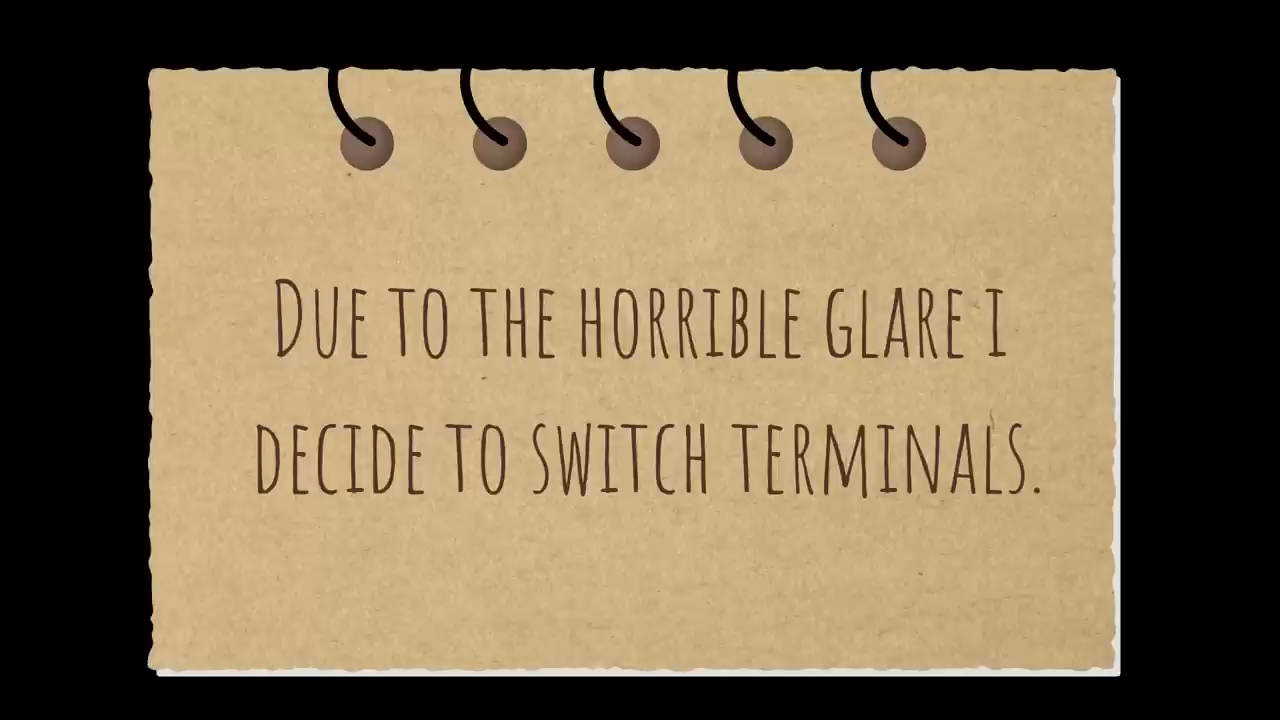 Due to the horrible glare I
decide to switch terminals.